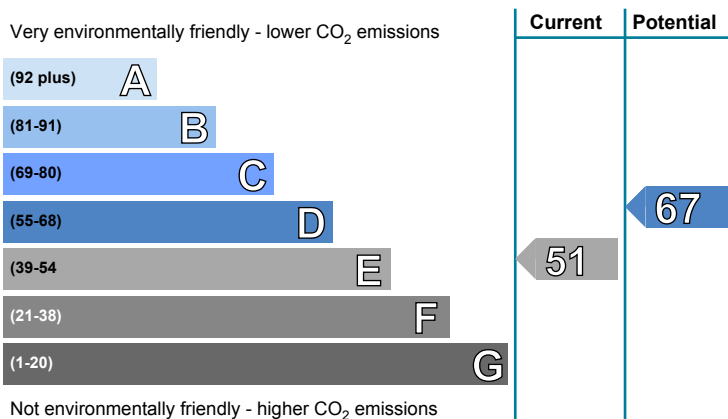 Current Potential
Very environmentally friendly - lower CO₂ emissions
(92 plus) A
(81-91) B
(69-80) C
(55-68) D
67
(39-54 E
51
(21-38) F
(1-20) G
Not environmentally friendly - higher CO₂ emissions